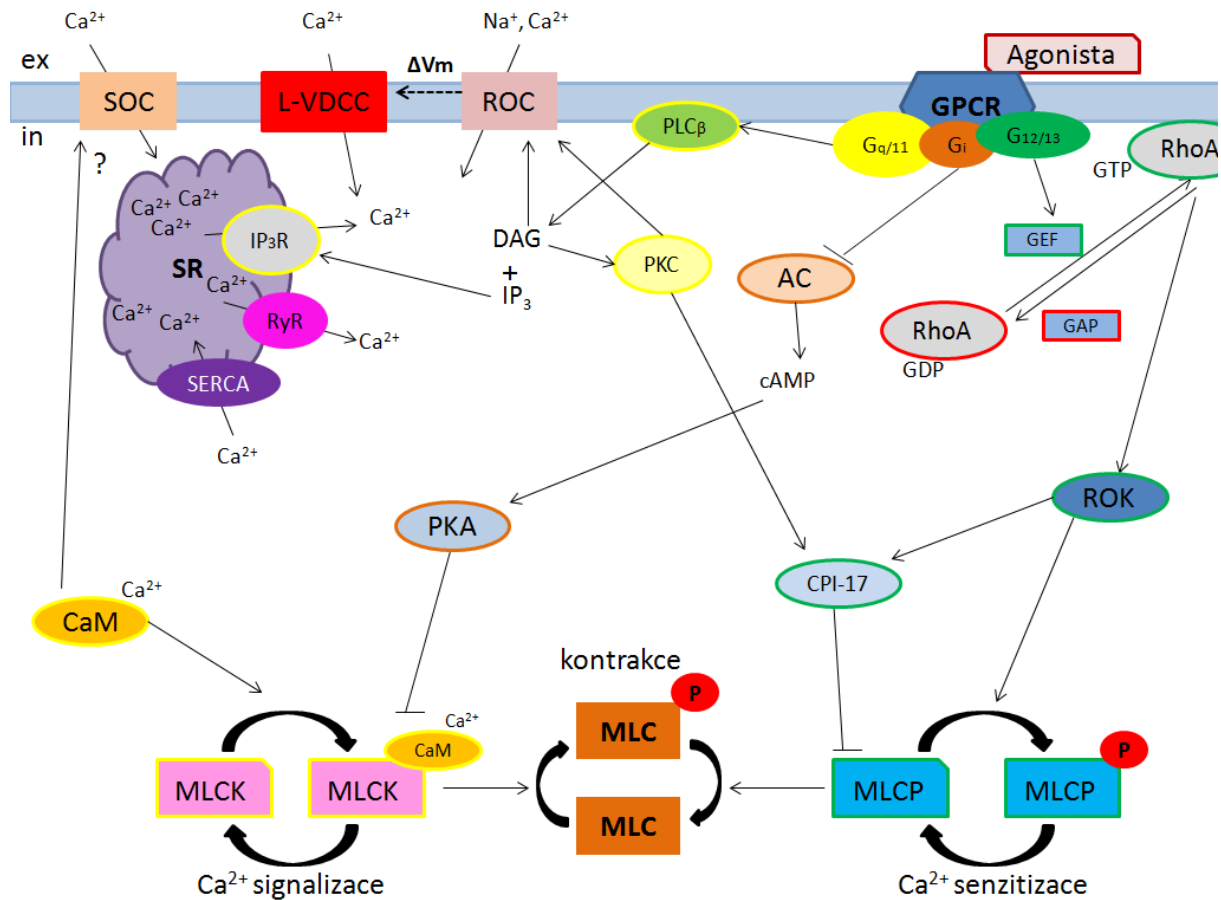 Ca²⁺
Ca²⁺
Na⁺, Ca²⁺
Agonista
ex
ΔVm
SOC
L-VDCC
ROC
GPCR
in
PLCβ
Gq/11
Gi
G12/13
RhoA
GTP
?
Ca²⁺
Ca²⁺
Ca²⁺
Ca²⁺
IP₃R
DAG
GEF
SR
PKC
+
AC
Ca²⁺
IP₃
Ca²⁺
Ca²⁺
RyR
Ca²⁺
RhoA
GAP
GDP
SERCA
cAMP
Ca²⁺
ROK
PKA
CPI-17
Ca²⁺
CaM
kontrakce
P
Ca²⁺
CaM
MLC
P
MLCK
MLCK
MLCP
MLCP
MLC
Ca²⁺ signalizace
Ca²⁺ senzitizace